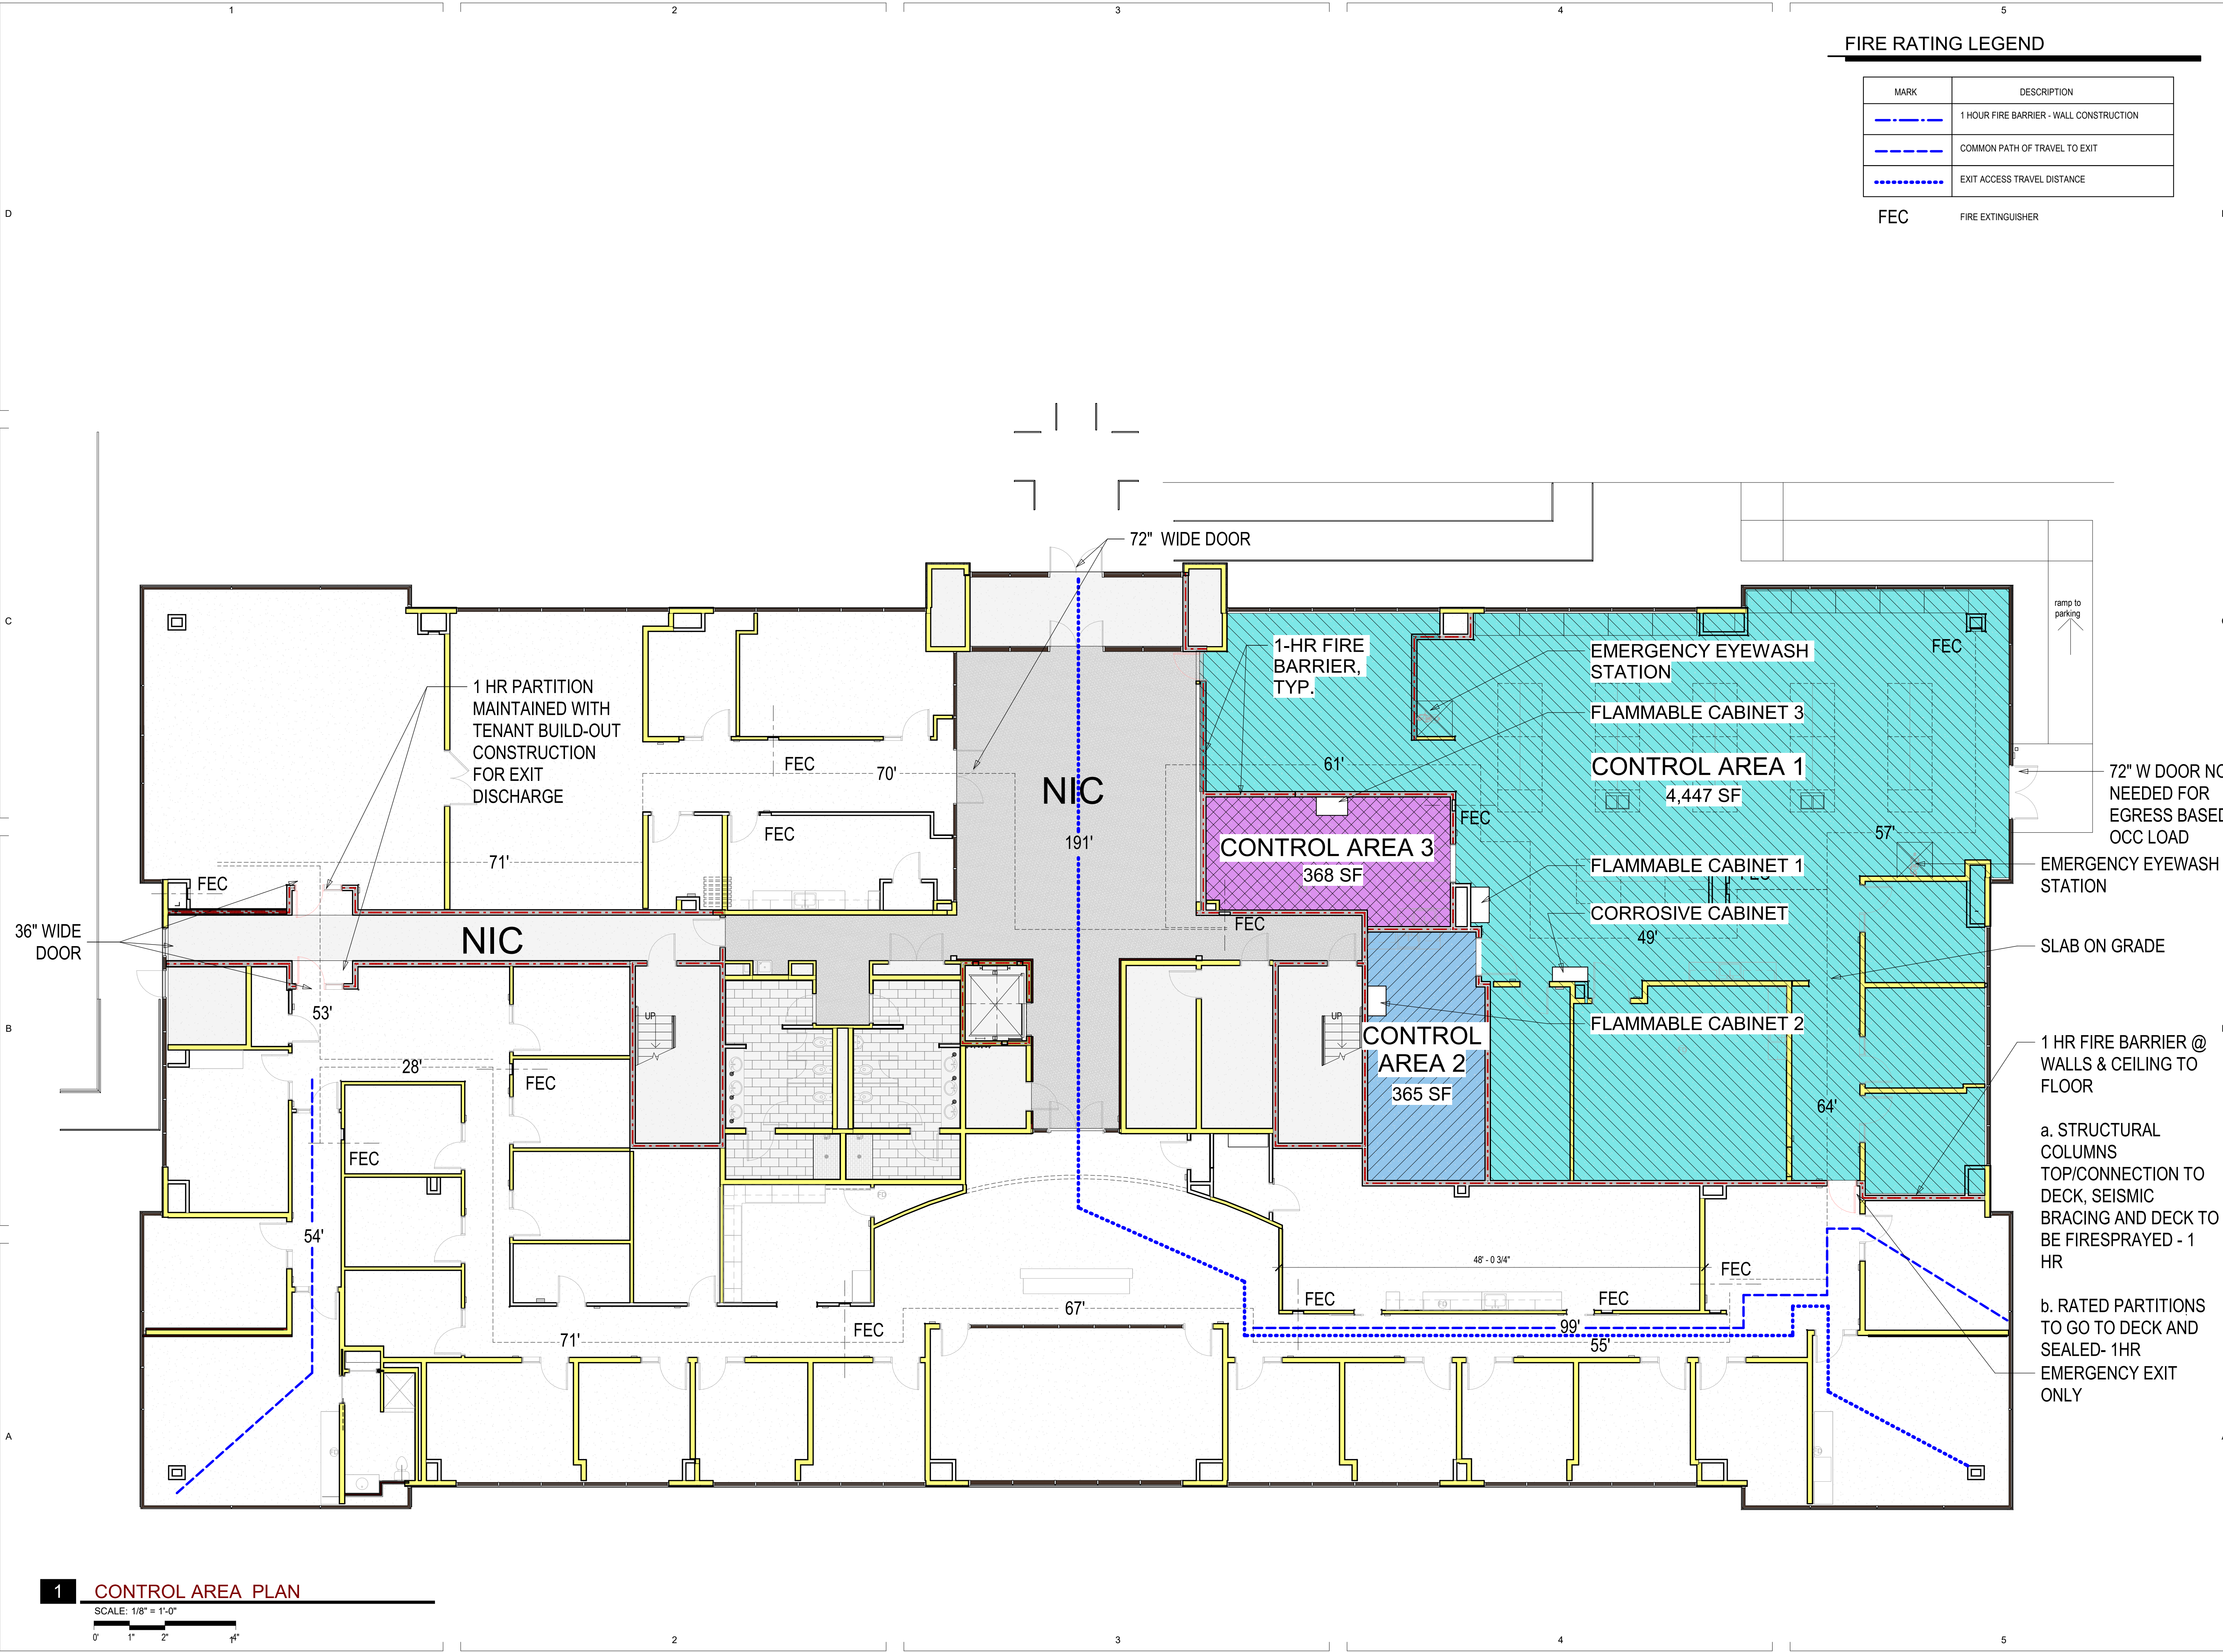 1
2
3
4
5
FIRE RATING LEGEND
MARK
DESCRIPTION
1 HOUR FIRE BARRIER - WALL CONSTRUCTION
COMMON PATH OF TRAVEL TO EXIT
EXIT ACCESS TRAVEL DISTANCE
FEC
FIRE EXTINGUISHER
D
C
B
A
72" WIDE DOOR
ramp to
parking
1 HR PARTITION
MAINTAINED WITH
TENANT BUILD-OUT
CONSTRUCTION
FOR EXIT
DISCHARGE
1-HR FIRE
BARRIER,
TYP.
EMERGENCY EYEWASH
STATION
FEC
FLAMMABLE CABINET 3
FEC
70'
NIC
61'
CONTROL AREA 1
4,447 SF
72" W DOOR NO
NEEDED FOR
EGRESS BASED
OCC LOAD
FEC
FEC
71'
191'
CONTROL AREA 3
368 SF
57'
FLAMMABLE CABINET 1
FEC
EMERGENCY EYEWASH
STATION
FEC
36" WIDE
DOOR
NIC
FEC
CORROSIVE CABINET
49'
SLAB ON GRADE
53'
UP
UP
FLAMMABLE CABINET 2
CONTROL
AREA 2
365 SF
28'
FEC
64'
1 HR FIRE BARRIER @
WALLS & CEILING TO
FLOOR
a. STRUCTURAL
COLUMNS
TOP/CONNECTION TO
DECK, SEISMIC
BRACING AND DECK TO
BE FIRESPRAYED - 1
HR
b. RATED PARTITIONS
TO GO TO DECK AND
SEALED- 1HR
EMERGENCY EXIT
ONLY
FEC
54'
FO
48' - 0 3/4"
FEC
FEC
FEC
FO
67'
99'
55'
FEC
71'
FO
FO
1
CONTROL AREA PLAN
SCALE: 1/8" = 1'-0"
0'
1"
2"
4"
1
2
3
4
5